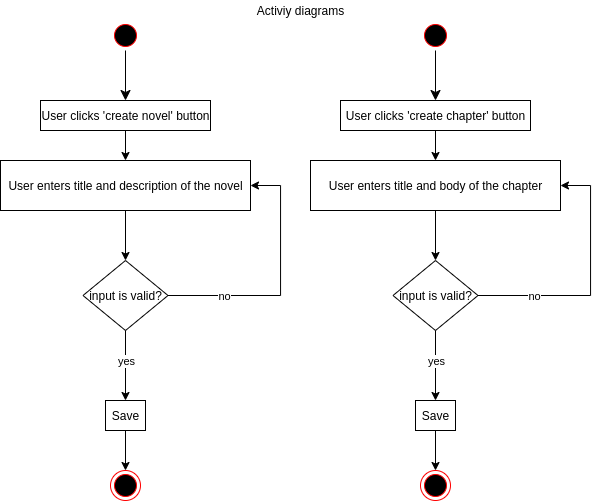 Activiy diagrams
User clicks 'create novel' button
User enters title and description of the novel
input is valid?
no
yes
Save
User clicks 'create chapter' button
User enters title and body of the chapter
input is valid?
no
yes
Save